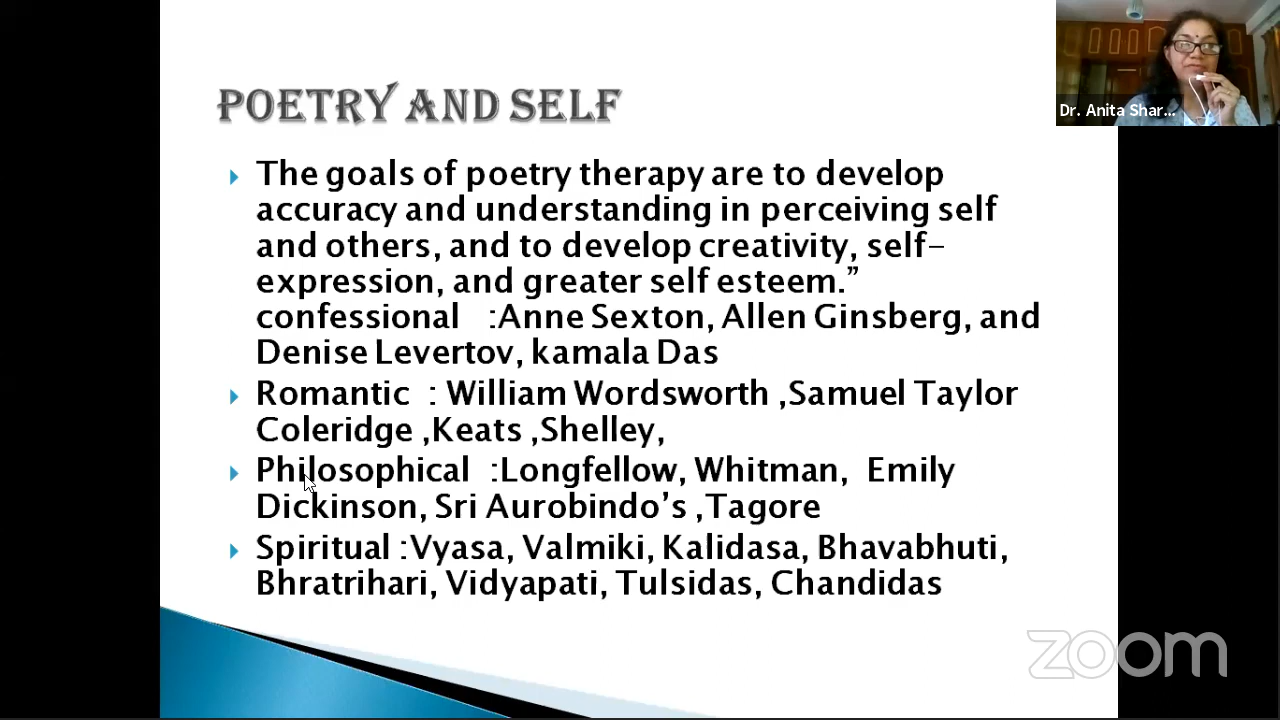 POETRY AND SELF
Dr. Anita Shar...
The goals of poetry therapy are to develop
accuracy and understanding in perceiving self
and others, and to develop creativity, self-
expression, and greater self esteem.”
confessional :Anne Sexton, Allen Ginsberg, and
Denise Levertov, kamala Das
Romantic : William Wordsworth ,Samuel Taylor
Coleridge ,Keats ,Shelley,
Philosophical :Longfellow, Whitman, Emily
Dickinson, Sri Aurobindo’s ,Tagore
Spiritual :Vyasa, Valmiki, Kalidasa, Bhavabhuti,
Bhratrihari, Vidyapati, Tulsidas, Chandidas
zoom